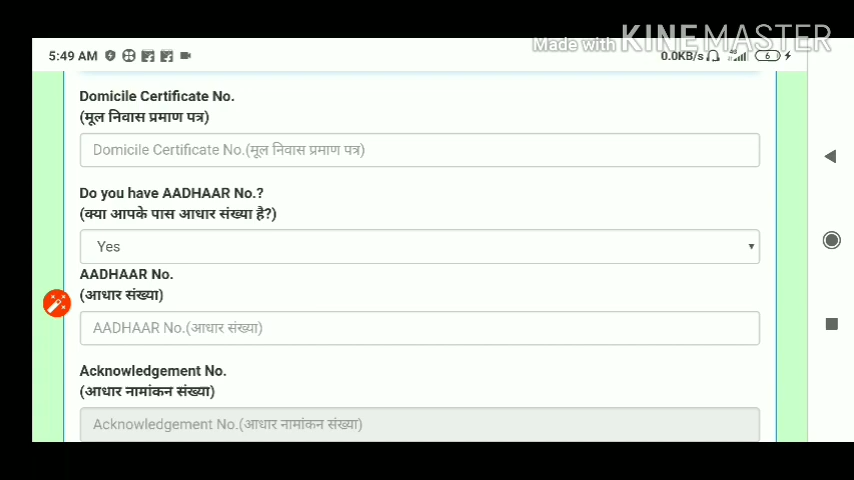 Made with KINEMASTER
5:49 AM 0.0KB/s 4G 6
Domicile Certificate No.
(मूल निवास प्रमाण पत्र)
Domicile Certificate No.(मूल निवास प्रमाण पत्र)
Do you have AADHAAR No.?
(क्या आपके पास आधार संख्या है?)
Yes
AADHAAR No.
(आधार संख्या)
AADHAAR No.(आधार संख्या)
Acknowledgement No.
(आधार नामांकन संख्या)
Acknowledgement No.(आधार नामांकन संख्या)